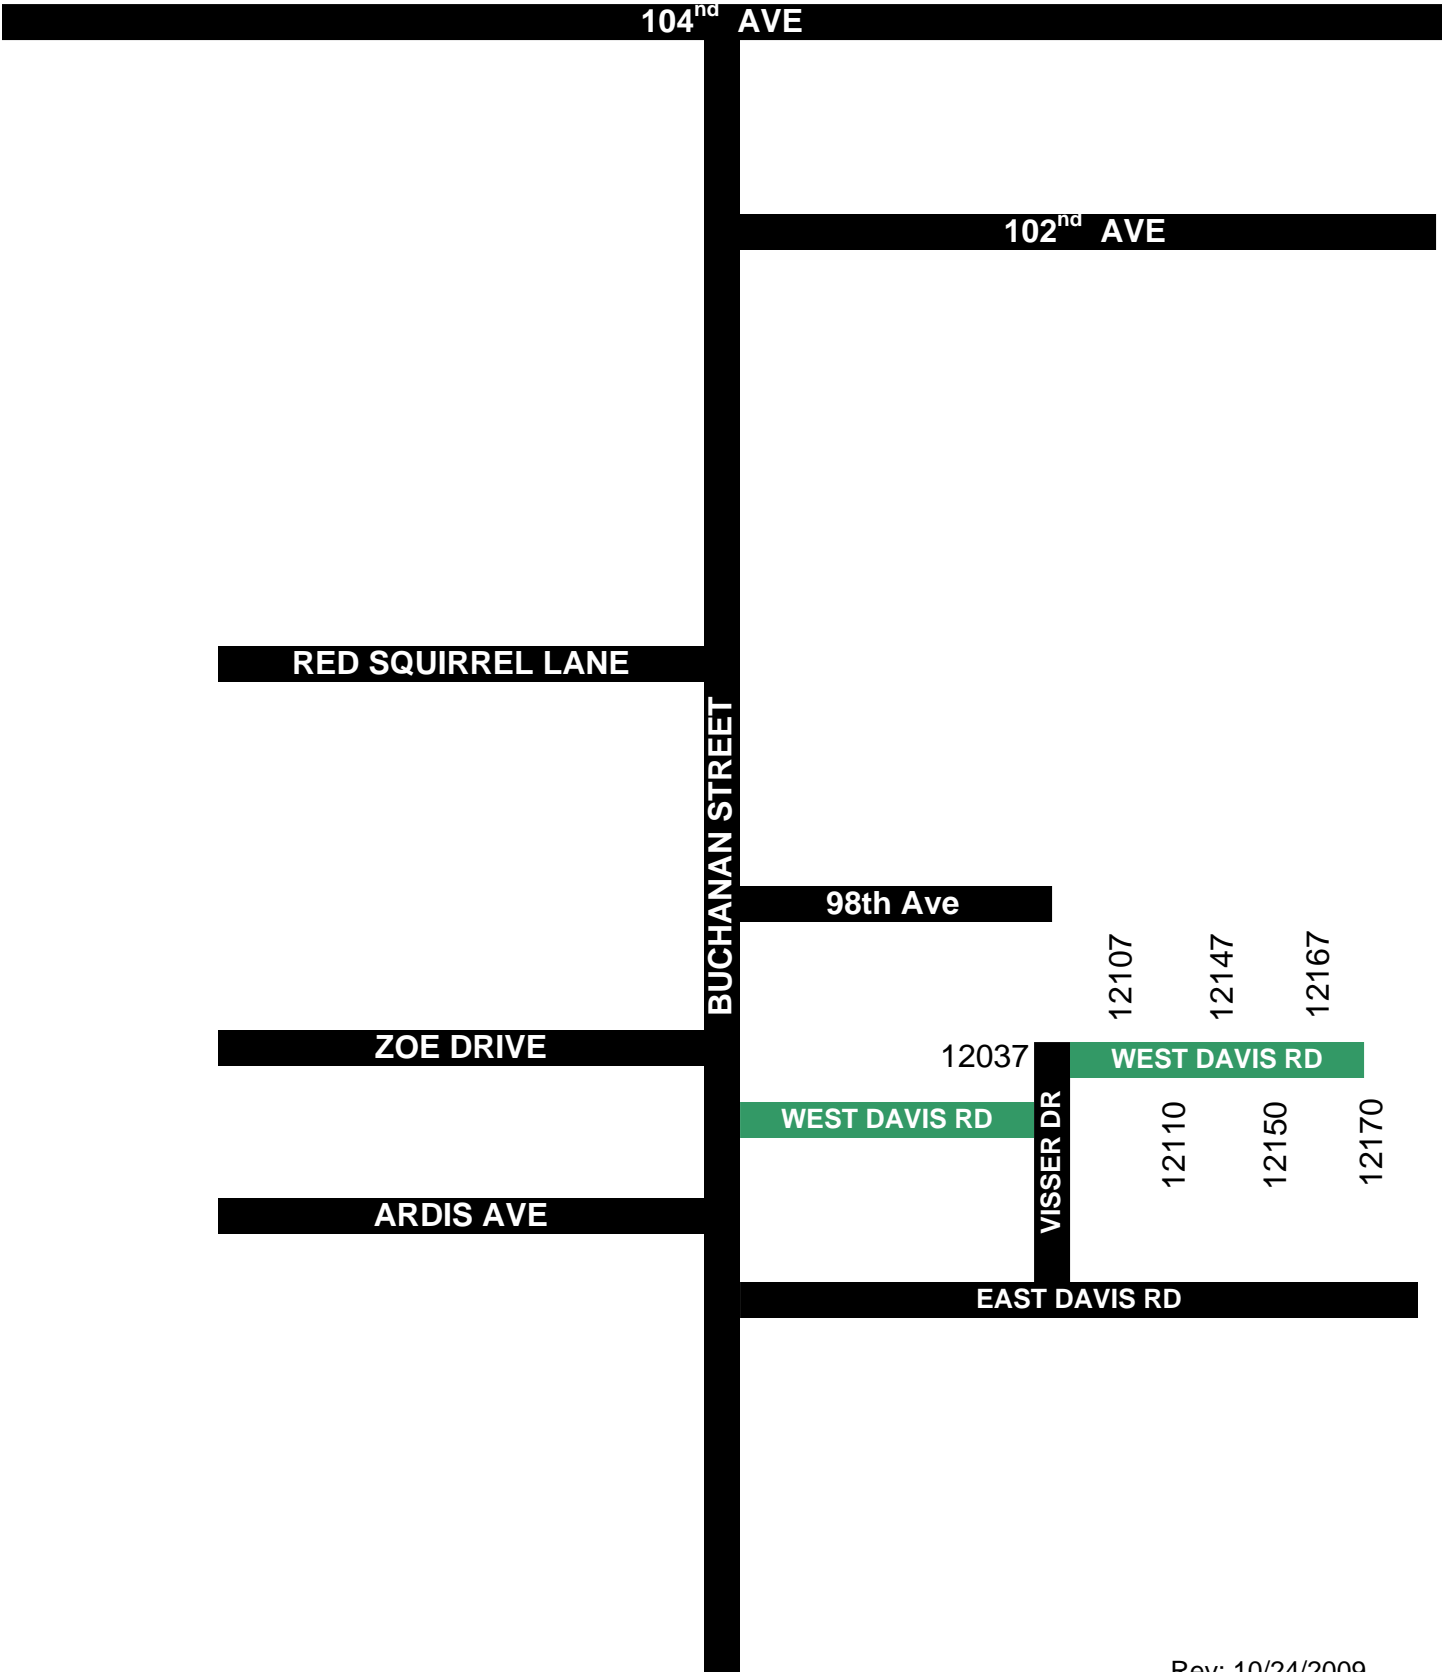 104nd AVE
102nd AVE
RED SQUIRREL LANE
BUCHANAN STREET
98th Ave
12107
12147
12167
ZOE DRIVE
12037
WEST DAVIS RD
WEST DAVIS RD
VISSER DR
12110
12150
12170
ARDIS AVE
EAST DAVIS RD
Rev: 10/24/2009